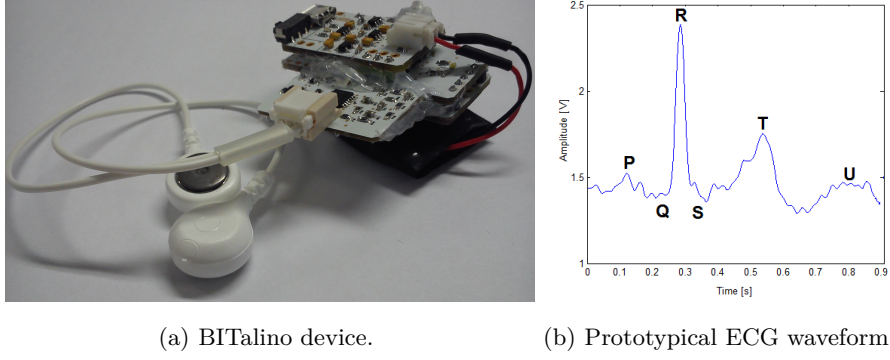 2.5
R
2
T
Amplitude [V]
P
1.5
U
Q
S
1
0
0.1
0.2
0.3
0.4
0.5
0.6
0.7
0.8
0.9
Time [s]
(a) BITalino device.
(b) Prototypical ECG waveform